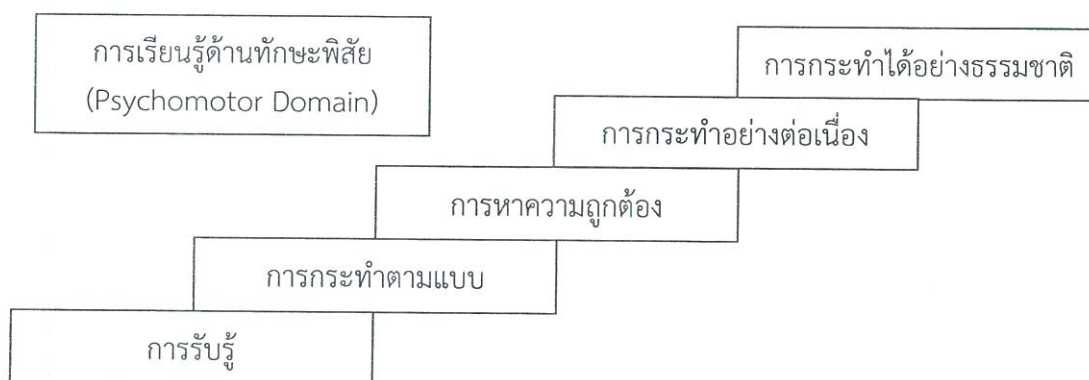 การเรียนรู้ด้านทักษะพิสัย
(Psychomotor Domain)
การกระทำได้อย่างธรรมชาติ
การกระทำอย่างต่อเนื่อง
การหาความถูกต้อง
การกระทำตามแบบ
การรับรู้